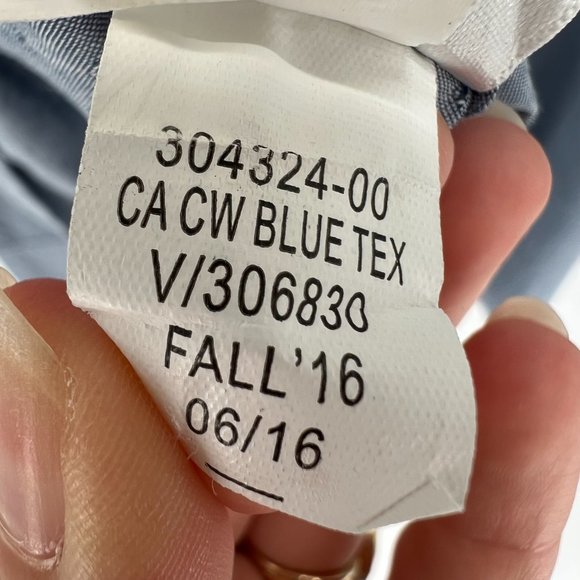 304324-00
CA CW BLUE TEX
V/306830
FALL '16
06/16